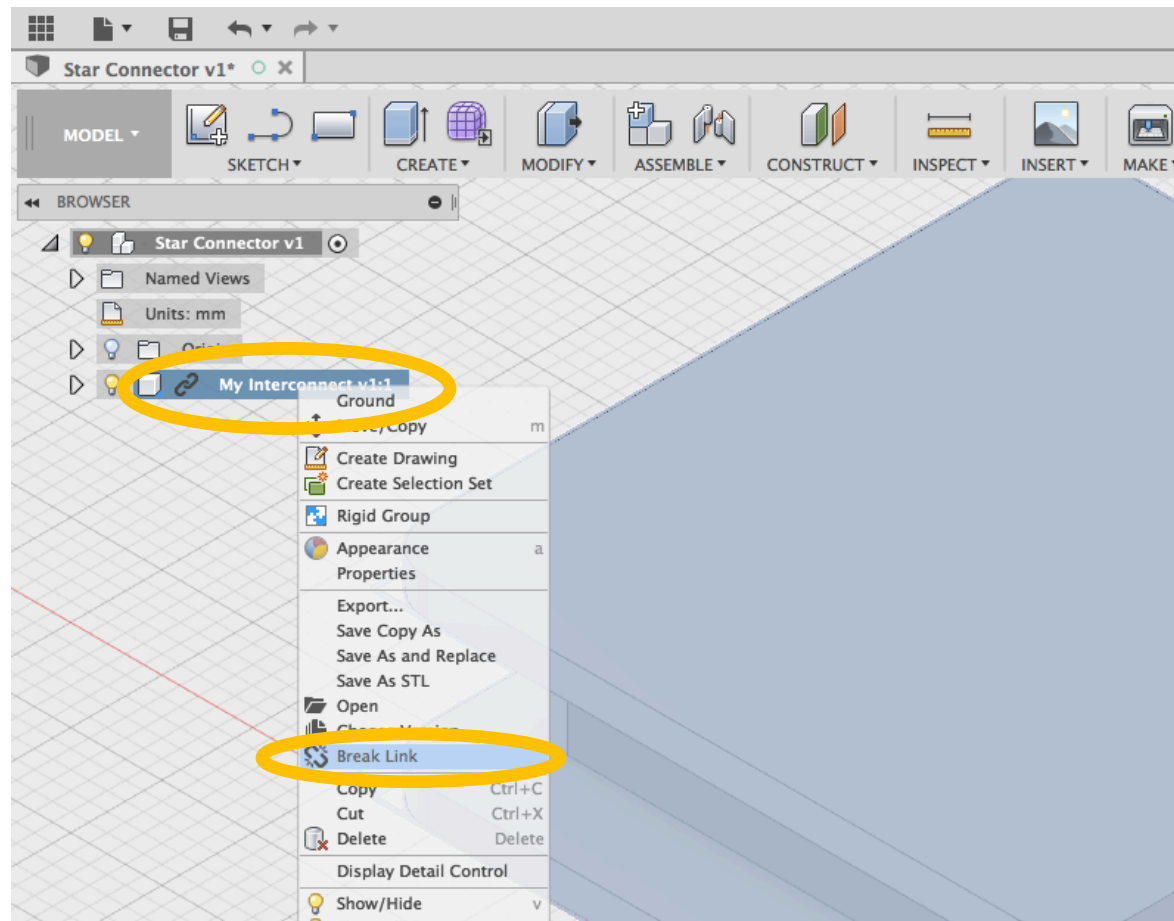 Star Connector v1*
MODEL
SKETCH
CREATE
MODIFY
ASSEMBLE
CONSTRUCT
INSPECT
INSERT
MAKE
BROWSER
Star Connector v1
Named Views
Units: mm
My Interconnect v1:1
Ground
Move/Copy m
Create Drawing
Create Selection Set
Rigid Group
Appearance a
Properties
Export...
Save Copy As
Save As and Replace
Save As STL
Open
Break Link
Copy Ctrl+C
Cut Ctrl+X
Delete Delete
Display Detail Control
Show/Hide v